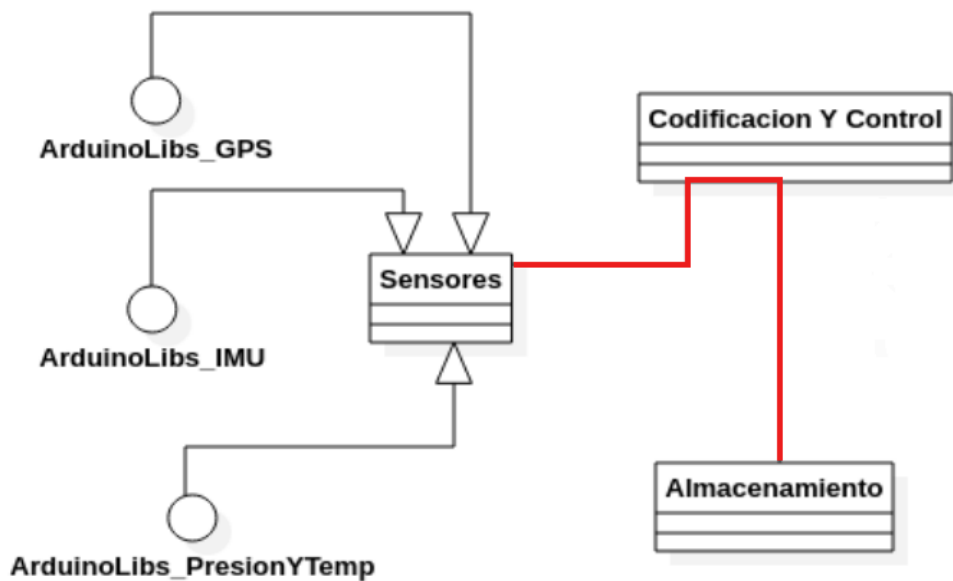 ArduinoLibs_GPS
Codificacion Y Control
Sensores
ArduinoLibs_IMU
Almacenamiento
ArduinoLibs_PresionYTemp